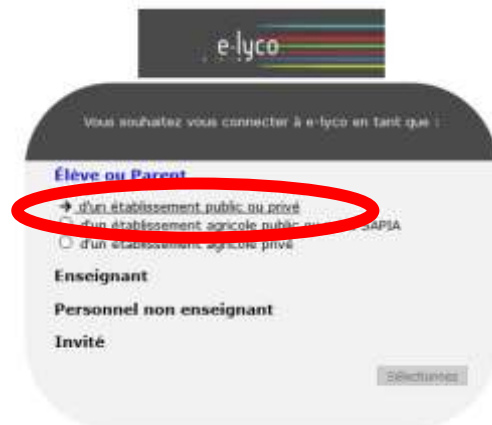 e-lyco
Vous souhaitez vous connecter à e-lyco en tant que :
Élève ou Parent
→ d'un établissement public ou privé
d'un établissement agricole public SAPIA
d'un établissement agricole privé
Enseignant
Personnel non enseignant
Invité
Sélectionnez